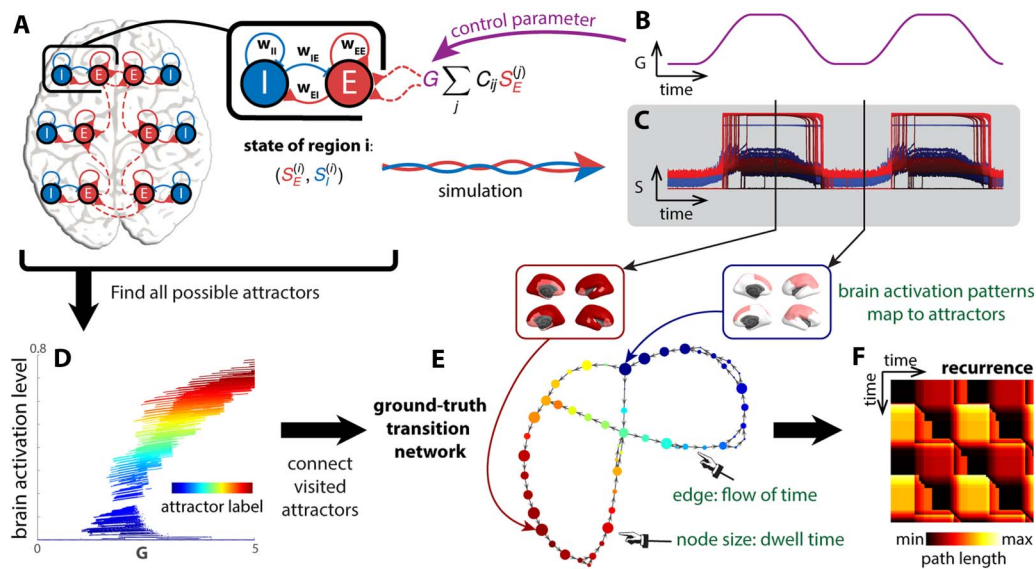 A
I E E I
I E E I
I E E I
w_II
w_IE
w_EE
w_EI
I E
G ∑_j C_ij S_E^(j)
control parameter
state of region i:
(S_E^(i), S_I^(i))
simulation
B
G
time
C
S
time
Find all possible attractors
brain activation patterns
map to attractors
D
0.8
brain activation level
attractor label
0
G
5
connect
visited
attractors
E
ground-truth
transition
network
edge: flow of time
node size: dwell time
F
time
recurrence
time
min max
path length